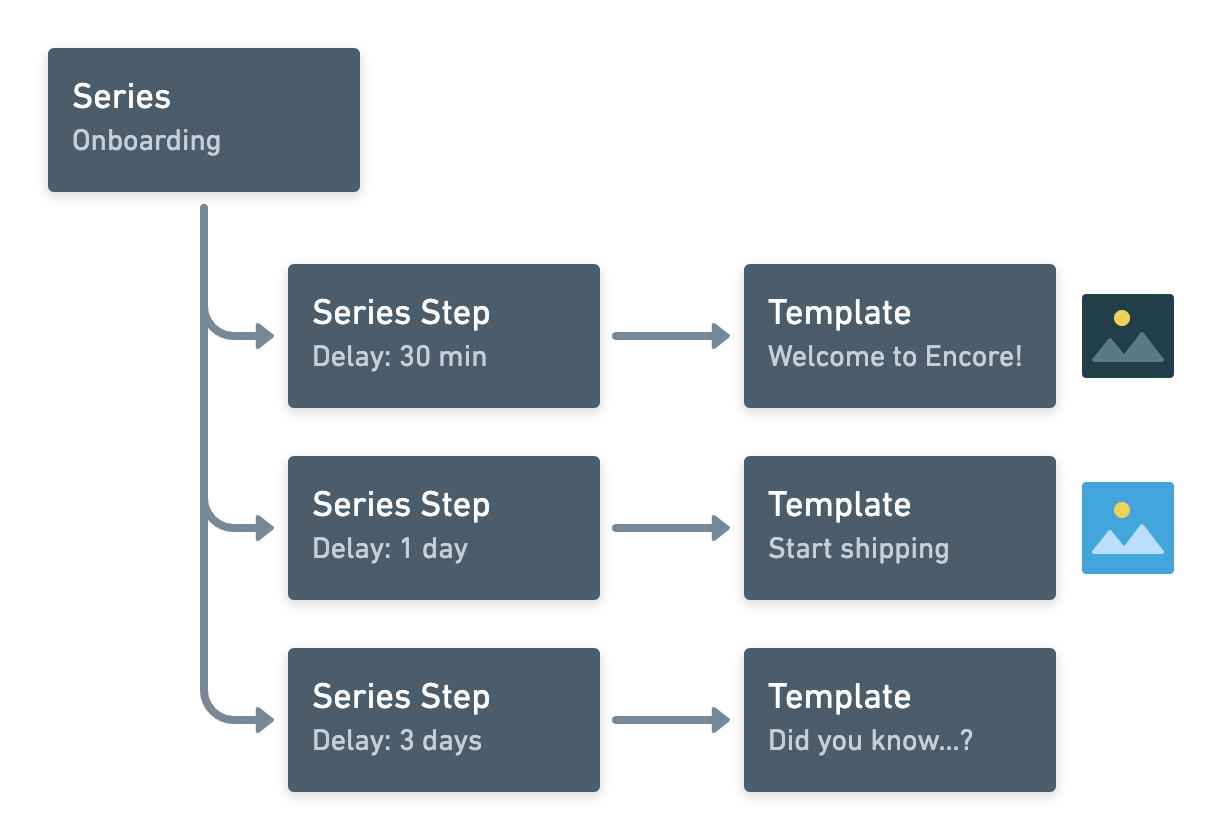 Series
Onboarding
Series Step
Delay: 30 min
Template
Welcome to Encore!
Series Step
Delay: 1 day
Template
Start shipping
Series Step
Delay: 3 days
Template
Did you know...?